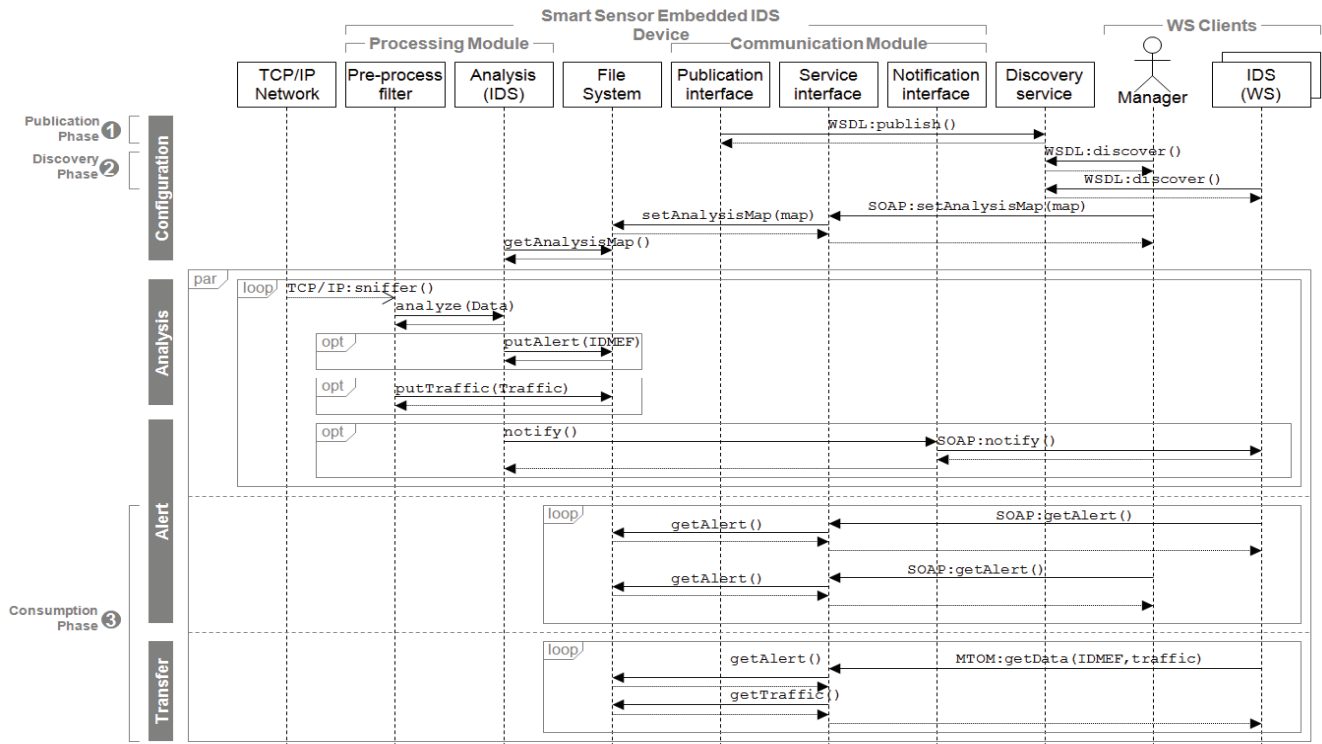 Smart Sensor Embedded IDS
Device
WS Clients
Processing Module
Communication Module
TCP/IP
Network
Pre-process
filter
Analysis
(IDS)
File
System
Publication
interface
Service
interface
Notification
interface
Discovery
service
Manager
IDS
(WS)
Publication
Phase 1
Discovery
Phase 2
Configuration
WSDL:publish()
WSDL:discover()
WSDL:discover()
SOAP:setAnalysisMap(map)
setAnalysisMap(map)
getAnalysisMap()
par
Analysis
loop
TCP/IP:sniffer()
analyze(Data)
opt
putAlert(IDMEF)
opt
putTraffic(Traffic)
Alert
opt
notify()
SOAP:notify()
Consumption
Phase 3
loop
SOAP:getAlert()
getAlert()
SOAP:getAlert()
getAlert()
Transfer
loop
MTOM:getData(IDMEF,traffic)
getAlert()
getTraffic()